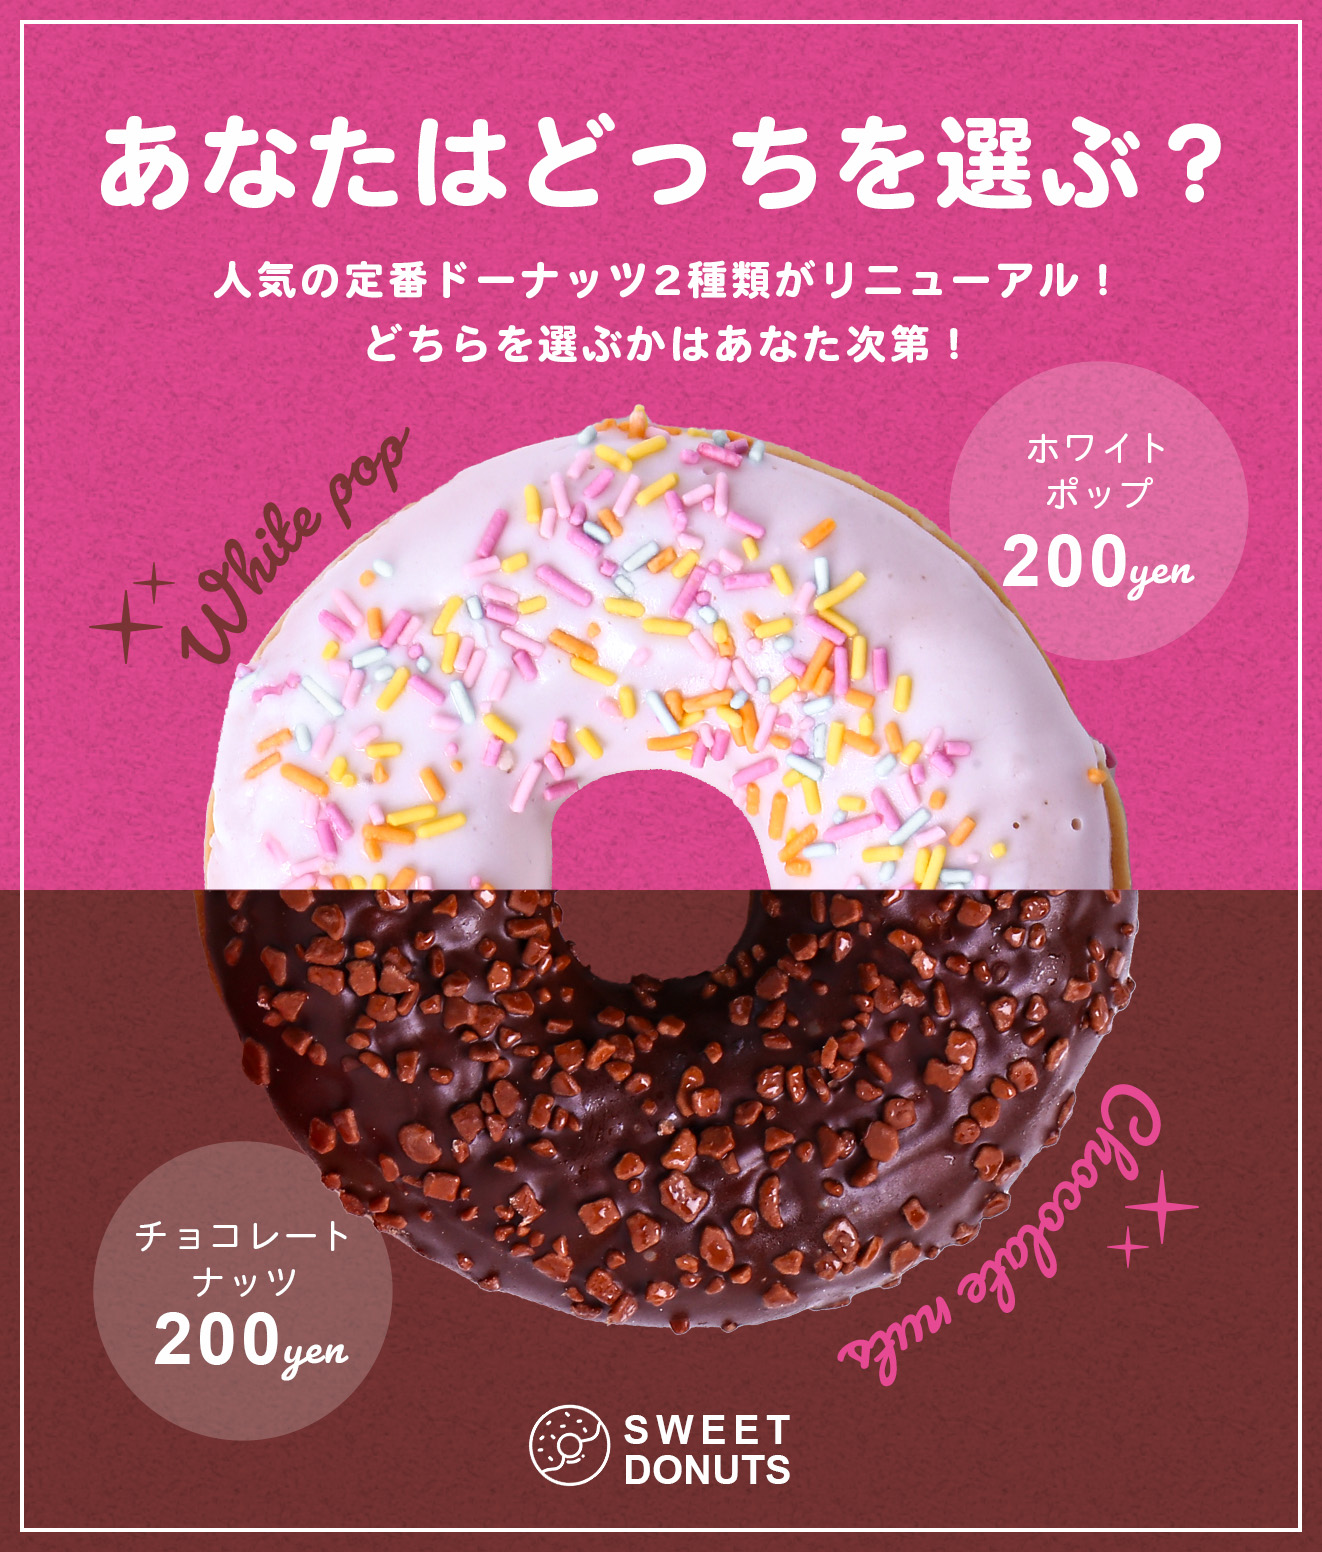 あなたはどっちを選ぶ？
人気の定番ドーナッツ2種類がリニューアル！
どちらを選ぶかはあなた次第！
White pop
ホワイト
ポップ
200yen
Chocolate nuts
チョコレート
ナッツ
200yen
SWEET
DONUTS